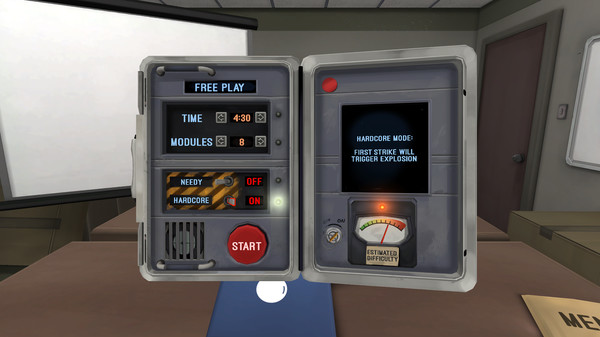 FREE PLAY
TIME 4:30
MODULES 8
NEEDY OFF
HARDCORE ON
START
HARDCORE MODE:
FIRST STRIKE WILL
TRIGGER EXPLOSION
ESTIMATED
DIFFICULTY
MEN